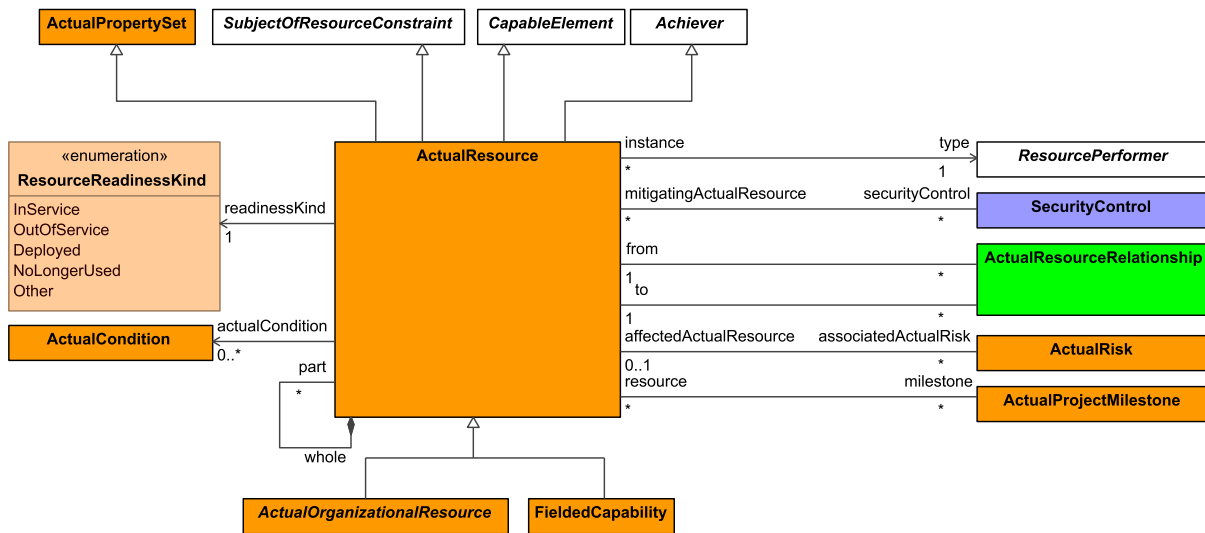 ActualPropertySet
SubjectOfResourceConstraint
CapableElement
Achiever
«enumeration»
ResourceReadinessKind
InService
OutOfService
Deployed
NoLongerUsed
Other
readinessKind
1
ActualCondition
actualCondition
0..*
part
*
whole
ActualResource
instance
type
*
1
ResourcePerformer
mitigatingActualResource
securityControl
*
*
SecurityControl
from
1
*
to
1
*
ActualResourceRelationship
affectedActualResource
associatedActualRisk
0..1
*
ActualRisk
resource
milestone
*
*
ActualProjectMilestone
ActualOrganizationalResource
FieldedCapability